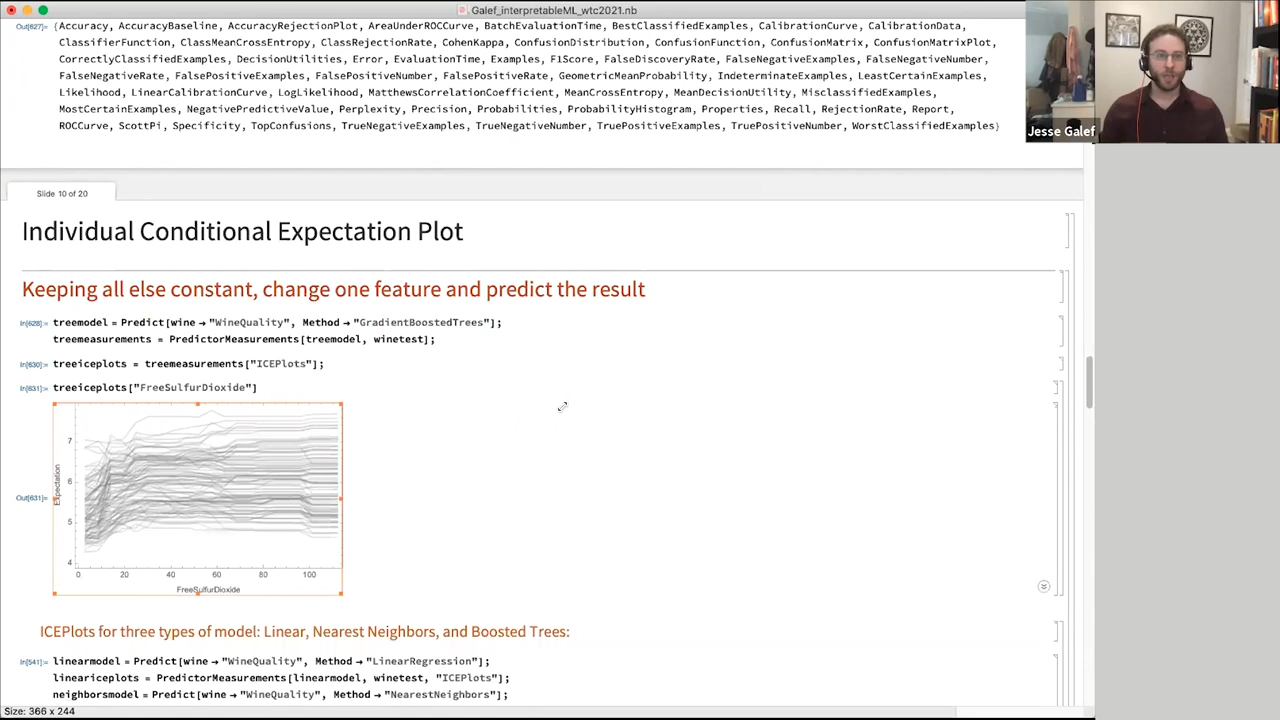 Galef_interpretableML_wtc2021.nb
Out[627]= {Accuracy, AccuracyBaseline, AccuracyRejectionPlot, AreaUnderROCCurve, BatchEvaluationTime, BestClassifiedExamples, CalibrationCurve, CalibrationData,
ClassifierFunction, ClassMeanCrossEntropy, ClassRejectionRate, CohenKappa, ConfusionDistribution, ConfusionFunction, ConfusionMatrix, ConfusionMatrixPlot,
CorrectlyClassifiedExamples, DecisionUtilities, Error, EvaluationTime, Examples, F1Score, FalseDiscoveryRate, FalseNegativeExamples, FalseNegativeNumber,
FalseNegativeRate, FalsePositiveExamples, FalsePositiveNumber, FalsePositiveRate, GeometricMeanProbability, IndeterminateExamples, LeastCertainExamples,
Likelihood, LinearCalibrationCurve, LogLikelihood, MatthewsCorrelationCoefficient, MeanCrossEntropy, MeanDecisionUtility, MisclassifiedExamples,
MostCertainExamples, NegativePredictiveValue, Perplexity, Precision, Probabilities, ProbabilityHistogram, Properties, Recall, RejectionRate, Report,
ROCCurve, ScottPi, Specificity, TopConfusions, TrueNegativeExamples, TrueNegativeNumber, TruePositiveExamples, TruePositiveNumber, WorstClassifiedExamples}
Jesse Galef
Slide 10 of 20
Individual Conditional Expectation Plot
Keeping all else constant, change one feature and predict the result
In[628]:= treemodel = Predict[wine → "WineQuality", Method → "GradientBoostedTrees"];
treemeasurements = PredictorMeasurements[treemodel, winetest];
In[630]:= treeiceplots = treemeasurements["ICEPlots"];
In[631]:= treeiceplots["FreeSulfurDioxide"]
Out[631]=
Expectation
7
6
5
4
0 20 40 60 80 100
FreeSulfurDioxide
ICEPlots for three types of model: Linear, Nearest Neighbors, and Boosted Trees:
In[541]:= linearmodel = Predict[wine → "WineQuality", Method → "LinearRegression"];
lineariceplots = PredictorMeasurements[linearmodel, winetest, "ICEPlots"];
neighborsmodel = Predict[wine → "WineQuality", Method → "NearestNeighbors"];
Size: 366 x 244